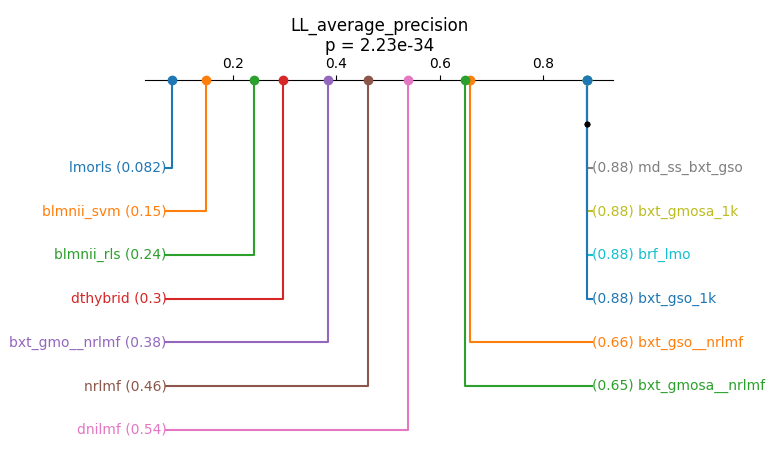 LL_average_precision
p = 2.23e-34
0.2 0.4 0.6 0.8
lmorls (0.082)
(0.88) md_ss_bxt_gso
blmnii_svm (0.15)
(0.88) bxt_gmosa_1k
blmnii_rls (0.24)
(0.88) brf_lmo
dthybrid (0.3)
(0.88) bxt_gso_1k
bxt_gmo__nrlmf (0.38)
(0.66) bxt_gso__nrlmf
nrlmf (0.46)
(0.65) bxt_gmosa__nrlmf
dnilmf (0.54)